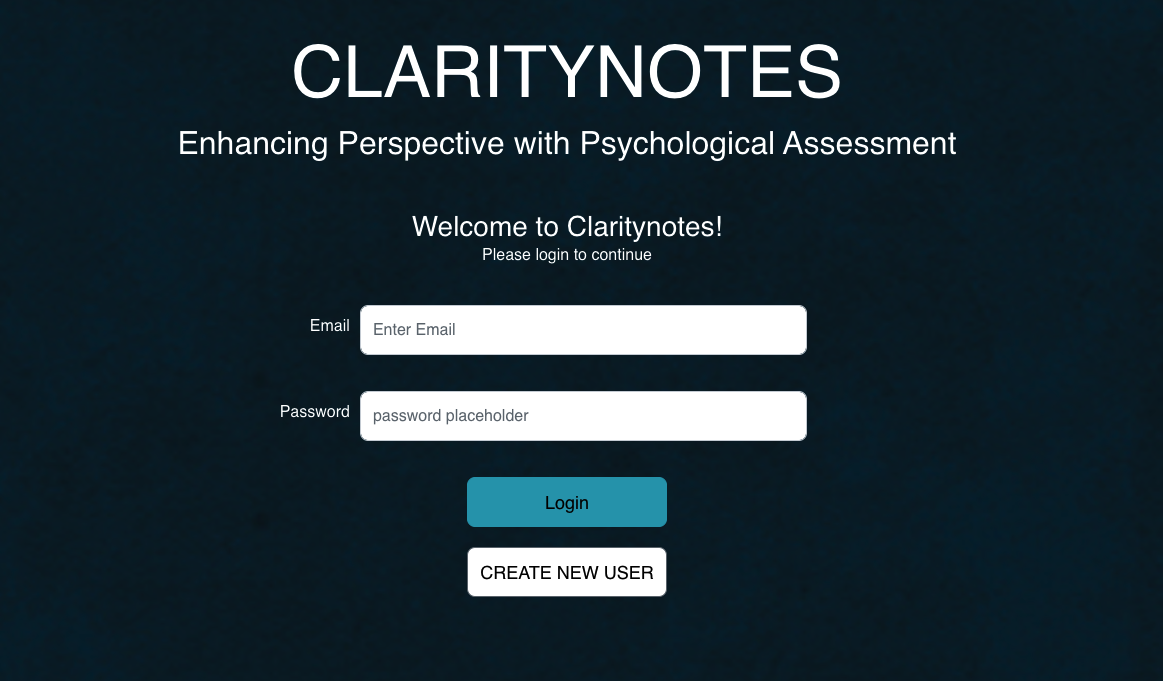 CLARITYNOTES
Enhancing Perspective with Psychological Assessment
Welcome to Claritynotes!
Please login to continue
Email
Enter Email
Password
password placeholder
Login
CREATE NEW USER